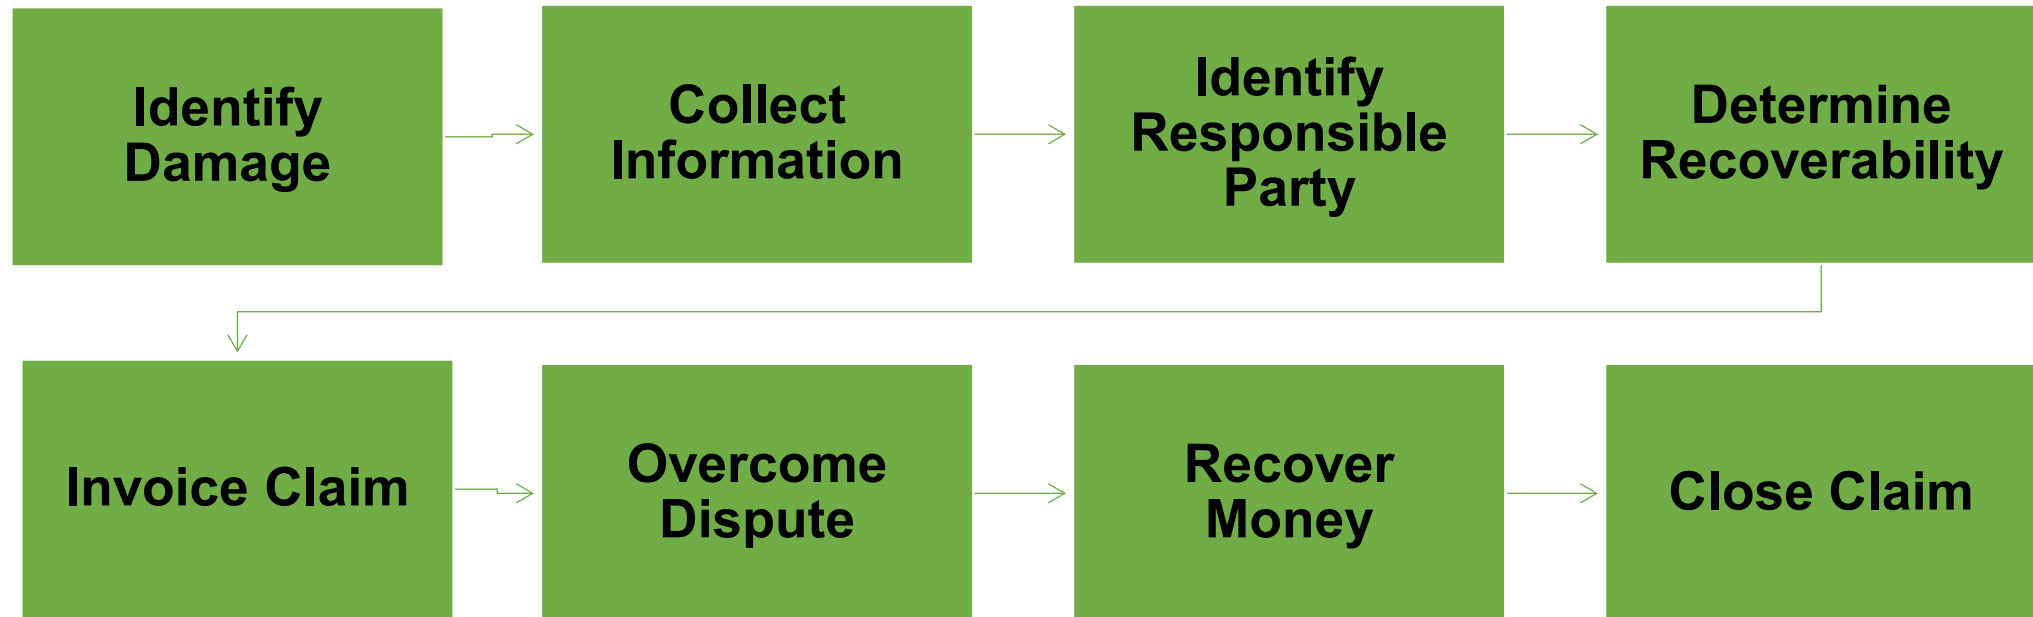 Identify
Damage
Collect
Information
Identify
Responsible
Party
Determine
Recoverability
Invoice Claim
Overcome
Dispute
Recover
Money
Close Claim